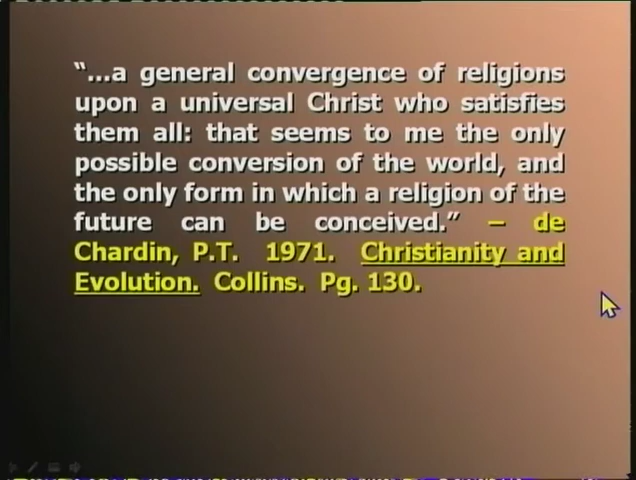 “...a general convergence of religions
upon a universal Christ who satisfies
them all: that seems to me the only
possible conversion of the world, and
the only form in which a religion of the
future can be conceived.” – de
Chardin, P.T. 1971. Christianity and
Evolution. Collins. Pg. 130.